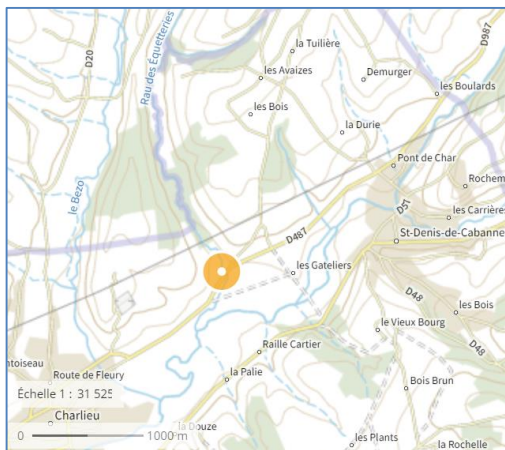 la Tuilière
D987
D20
Rau des Équetteries
les Avaizes
Demurger
les Boulards
les Bois
la Durie
Pont de Char
Rochem
le Bezo
D51
les Carrières
D487
St-Denis-de-Cabanne
les Gateliers
D48
les Bois
le Vieux Bourg
D48
Raille Cartier
ntoiseau
Route de Fleury
la Palie
Bois Brun
Échelle 1 : 31 525
Charlieu
la Douze
0
1000 m
les Plants
la Rochelle